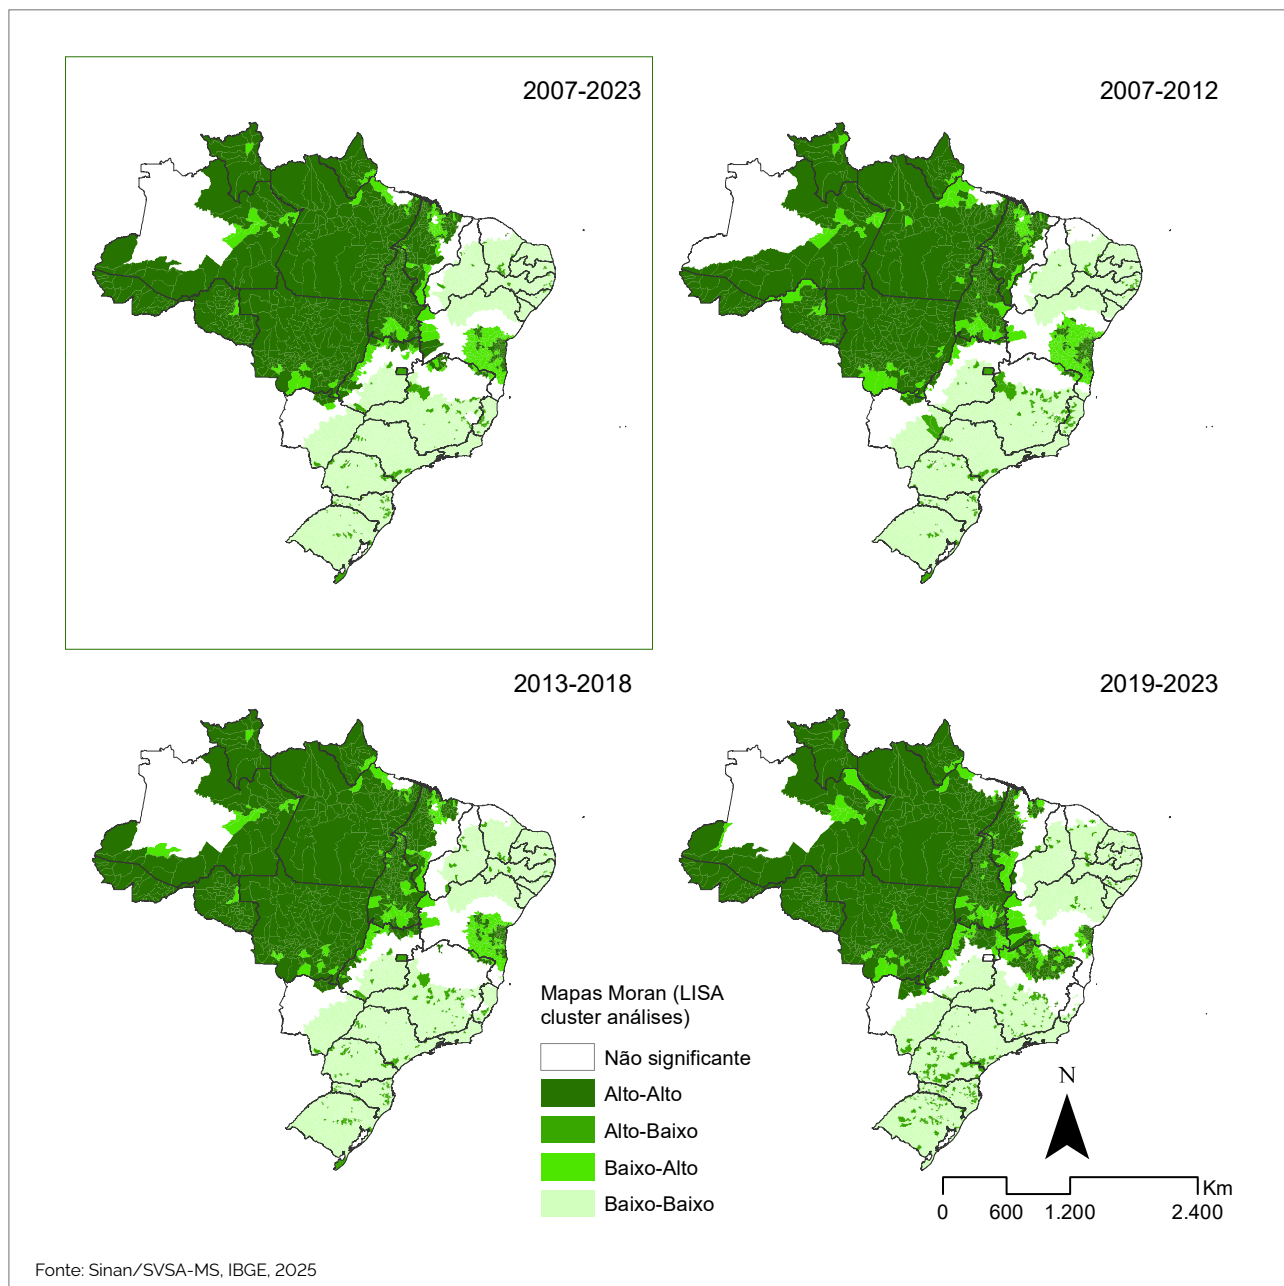 2007-2023
2007-2012
2013-2018
2019-2023
Mapas Moran (LISA
cluster análises)
Não significante
Alto-Alto
Alto-Baixo
Baixo-Alto
Baixo-Baixo
N
Km
0 600 1.200 2.400
Fonte: Sinan/SVSA-MS, IBGE, 2025